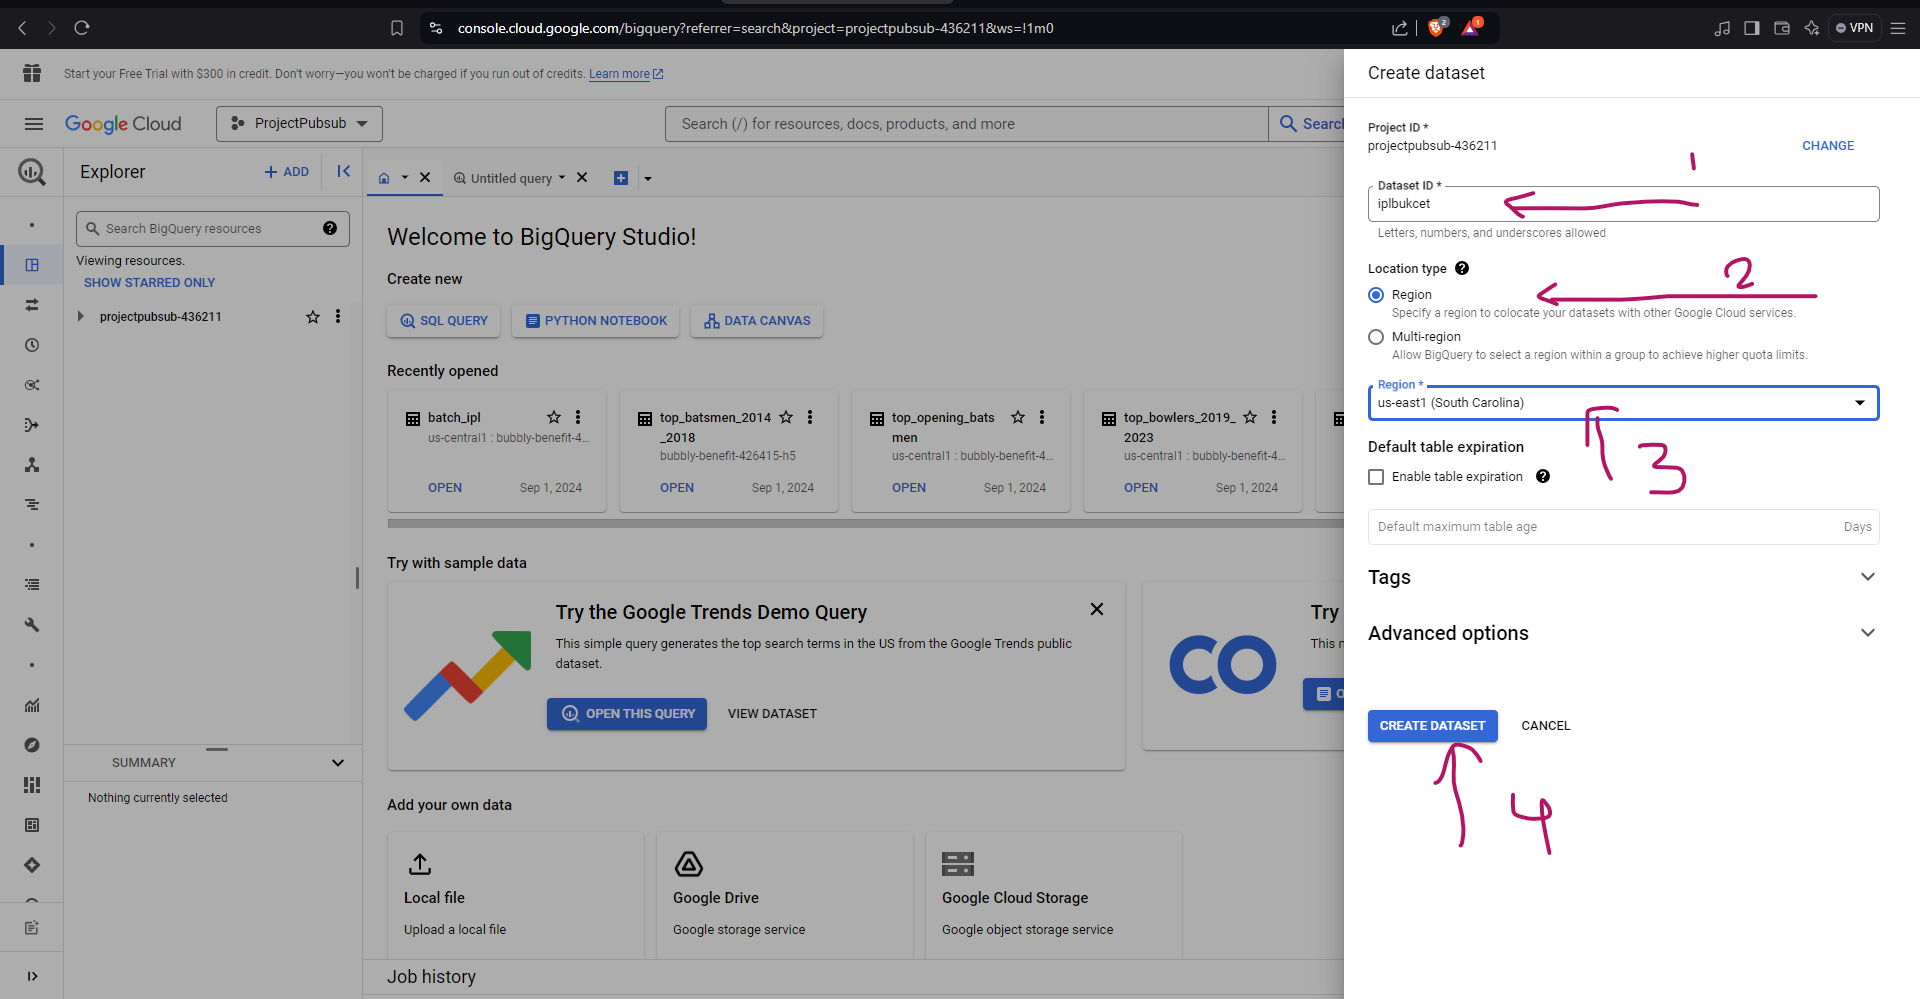 console.cloud.google.com/bigquery?referrer=search&project=projectpubsub-436211&ws=!1m0
2
1
VPN
Start your Free Trial with $300 in credit. Don't worry—you won't be charged if you run out of credits. Learn more
Google Cloud
ProjectPubsub
Search (/) for resources, docs, products, and more
Search
Explorer
+ ADD
Untitled query
Search BigQuery resources
Viewing resources.
SHOW STARRED ONLY
projectpubsub-436211
SUMMARY
Nothing currently selected
Welcome to BigQuery Studio!
Create new
SQL QUERY
PYTHON NOTEBOOK
DATA CANVAS
Recently opened
batch_ipl
us-central1 : bubbly-benefit-4...
OPEN
Sep 1, 2024
top_batsmen_2014
_2018
bubbly-benefit-426415-h5
OPEN
Sep 1, 2024
top_opening_bats
men
us-central1 : bubbly-benefit-4...
OPEN
Sep 1, 2024
top_bowlers_2019_
2023
us-central1 : bubbly-benefit-4...
OPEN
Sep 1, 2024
Try with sample data
Try the Google Trends Demo Query
This simple query generates the top search terms in the US from the Google Trends public
dataset.
OPEN THIS QUERY
VIEW DATASET
Try
This
Add your own data
Local file
Upload a local file
Google Drive
Google storage service
Google Cloud Storage
Google object storage service
Job history
Create dataset
Project ID *
projectpubsub-436211
CHANGE
1
Dataset ID *
iplbukcet
Letters, numbers, and underscores allowed
Location type
2
Region
Specify a region to colocate your datasets with other Google Cloud services.
Multi-region
Allow BigQuery to select a region within a group to achieve higher quota limits.
Region *
us-east1 (South Carolina)
3
Default table expiration
Enable table expiration
Default maximum table age
Days
Tags
Advanced options
CREATE DATASET
CANCEL
4